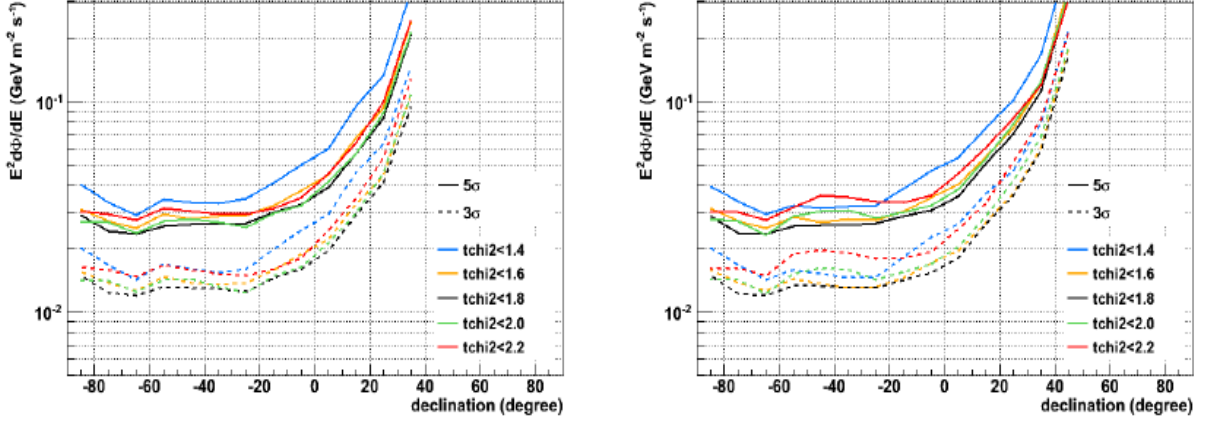 E²dΦ/dE (GeV m⁻² s⁻¹)
10⁻¹
10⁻²
5σ
3σ
tchi2<1.4
tchi2<1.6
tchi2<1.8
tchi2<2.0
tchi2<2.2
-80 -60 -40 -20 0 20 40 60 80
declination (degree)
E²dΦ/dE (GeV m⁻² s⁻¹)
10⁻¹
10⁻²
5σ
3σ
tchi2<1.4
tchi2<1.6
tchi2<1.8
tchi2<2.0
tchi2<2.2
-80 -60 -40 -20 0 20 40 60 80
declination (degree)